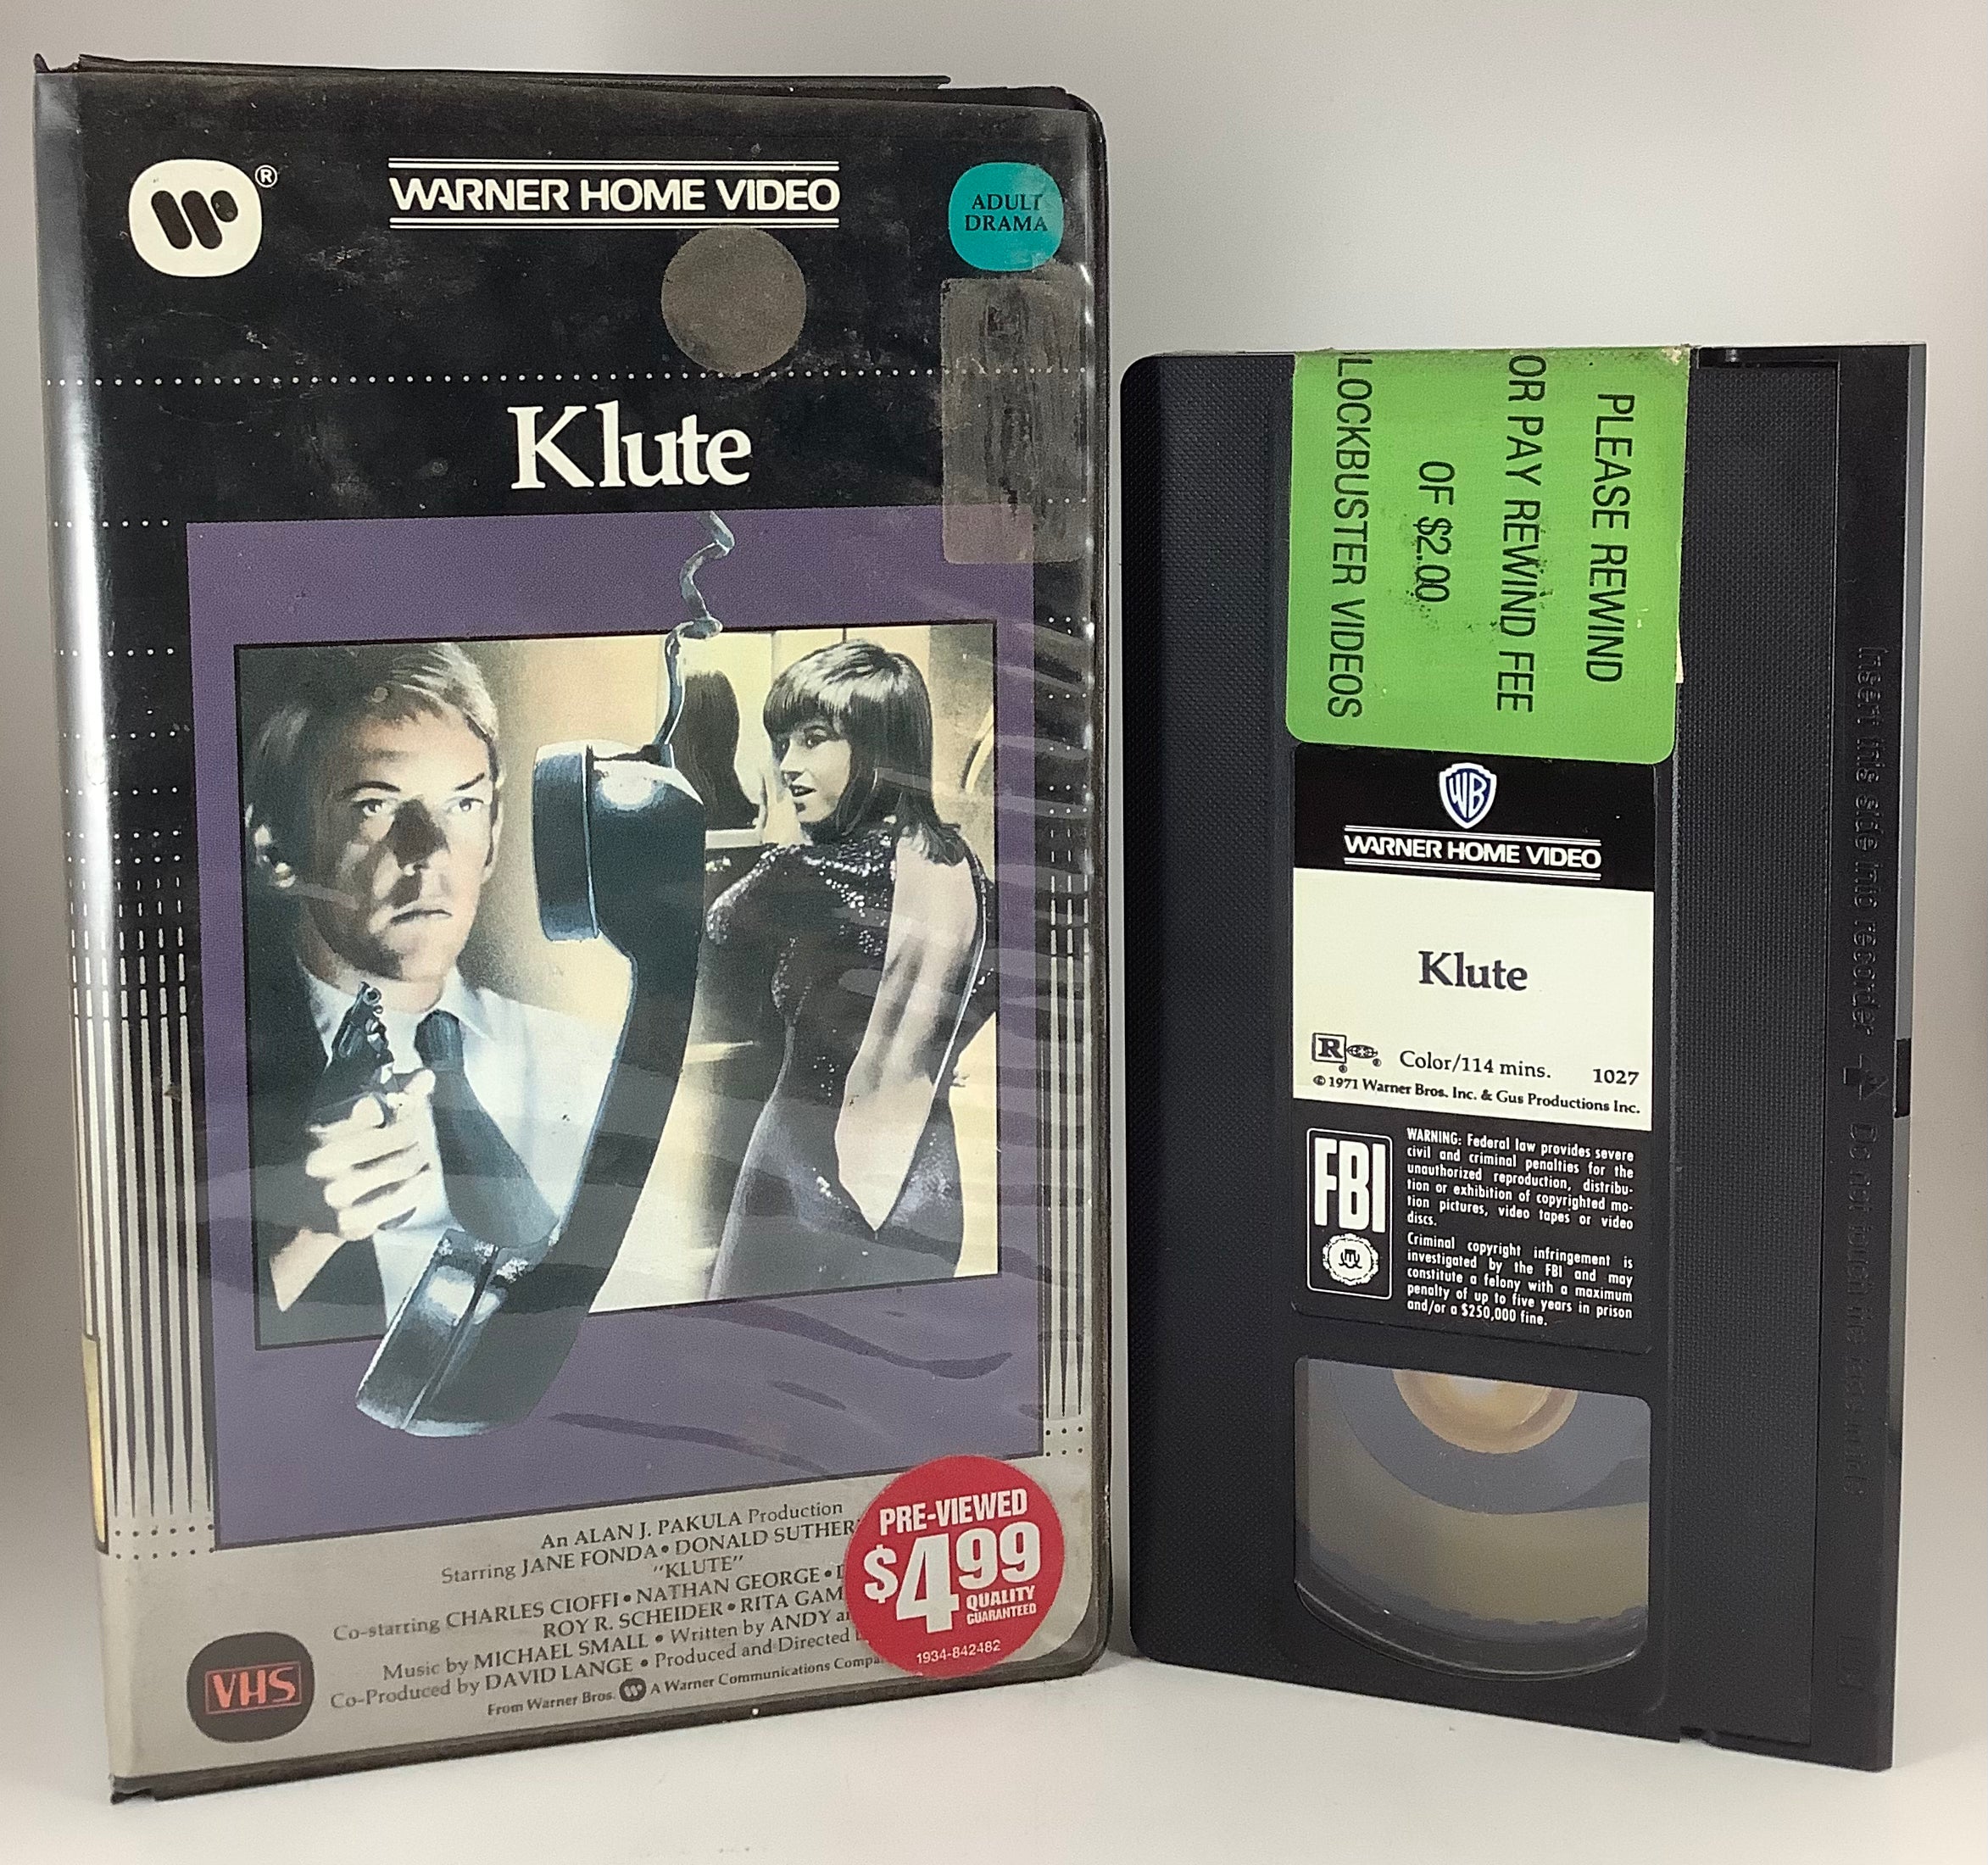 ®
WARNER HOME VIDEO
ADULT
DRAMA
Klute
An ALAN J. PAKULA Production
Starring JANE FONDA • DONALD SUTHER
"KLUTE"
Co-starring CHARLES CIOFFI • NATHAN GEORGE • D
ROY R. SCHEIDER • RITA GAM
Music by MICHAEL SMALL • Written by ANDY a
Co-Produced by DAVID LANGE • Produced and Directed
From Warner Bros. A Warner Communications Compa
VHS
PRE-VIEWED
$4.99
QUALITY
GUARANTEED
1934-842482
PLEASE REWIND
OR PAY REWIND FEE
OF $2.00
LOCKBUSTER VIDEOS
WB
WARNER HOME VIDEO
Klute
R Color/114 mins. 1027
©1971 Warner Bros. Inc. & Gus Productions Inc.
FBI
WARNING: Federal law provides severe
civil and criminal penalties for the
unauthorized reproduction, distribu-
tion or exhibition of copyrighted mo-
tion pictures, video tapes or video
discs.
Criminal copyright infringement is
investigated by the FBI and may
constitute a felony with a maximum
penalty of up to five years in prison
and/or a $250,000 fine.
Insert this side into recorder
Do not touch the tape inside